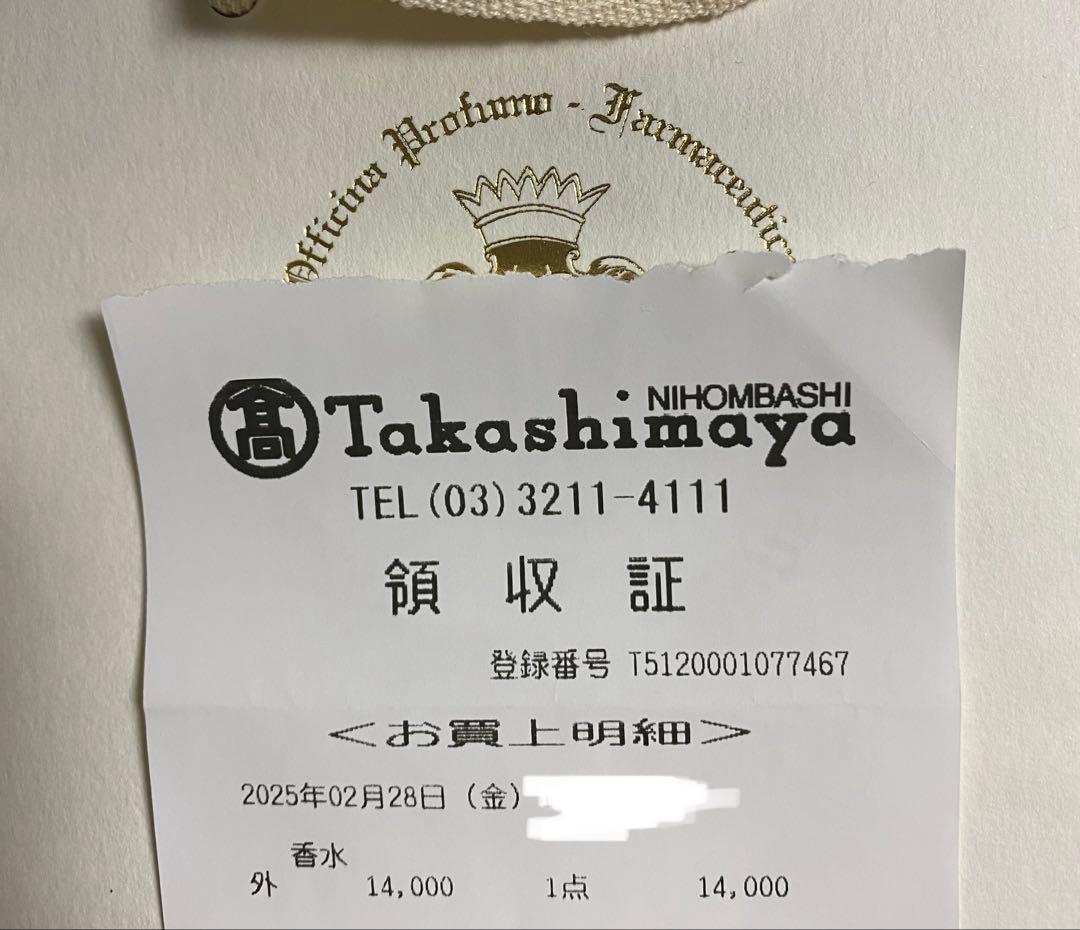 Officina Profumo - Farmaceutic
髙 Takashimaya NIHOMBASHI
TEL(03)3211-4111
領収証
登録番号 T5120001077467
<お買上明細>
2025年02月28日(金)
香水
外 14,000 1点 14,000